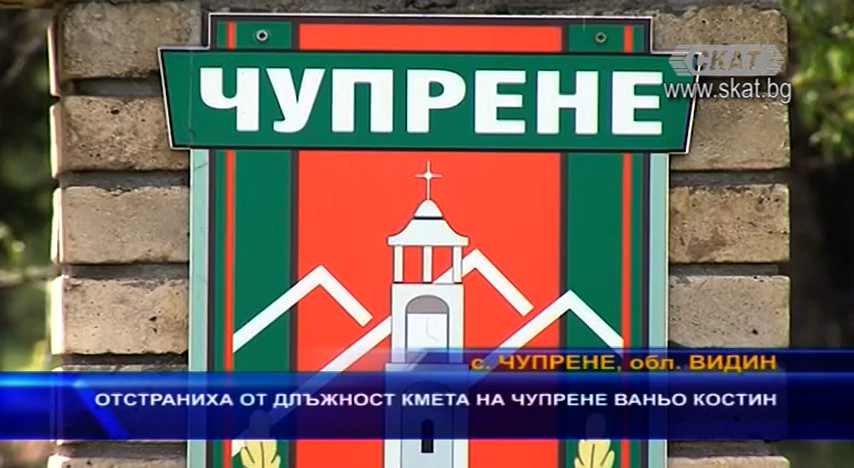 ЧУПРЕНЕ
СКАТ
www.skat.bg
с. ЧУПРЕНЕ, обл. ВИДИН
ОТСТРАНИХА ОТ ДЛЪЖНОСТ КМЕТА НА ЧУПРЕНЕ ВАНЬО КОСТИН